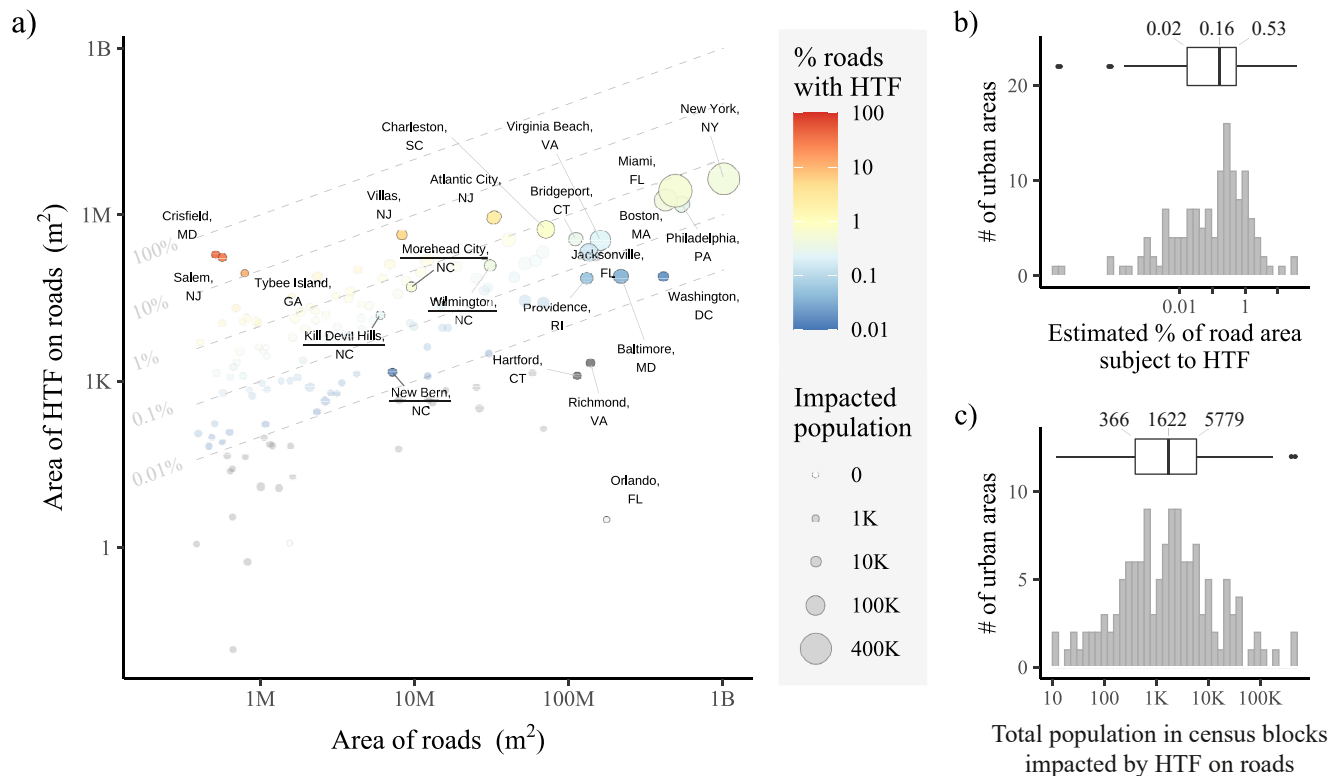 a)
Area of HTF on roads (m²)
1B
1M
1K
1
1M
10M
100M
1B
Area of roads (m²)
100%
10%
1%
0.1%
0.01%
Crisfield,
MD
Salem,
NJ
Tybee Island,
GA
Villas,
NJ
Charleston,
SC
Atlantic City,
NJ
Virginia Beach,
VA
Bridgeport,
CT
Miami,
FL
New York,
NY
Boston,
MA
Philadelphia,
PA
Morehead City,
NC
Wilmington,
NC
Jacksonville,
FL
Kill Devil Hills,
NC
Providence,
RI
Washington,
DC
Baltimore,
MD
New Bern,
NC
Hartford,
CT
Richmond,
VA
Orlando,
FL
% roads
with HTF
100
10
1
0.1
0.01
Impacted
population
0
1K
10K
100K
400K
b)
0.02 0.16 0.53
# of urban areas
20
10
0
0.01
1
Estimated % of road area
subject to HTF
c)
366 1622 5779
# of urban areas
10
5
0
10
100
1K
10K
100K
Total population in census blocks
impacted by HTF on roads